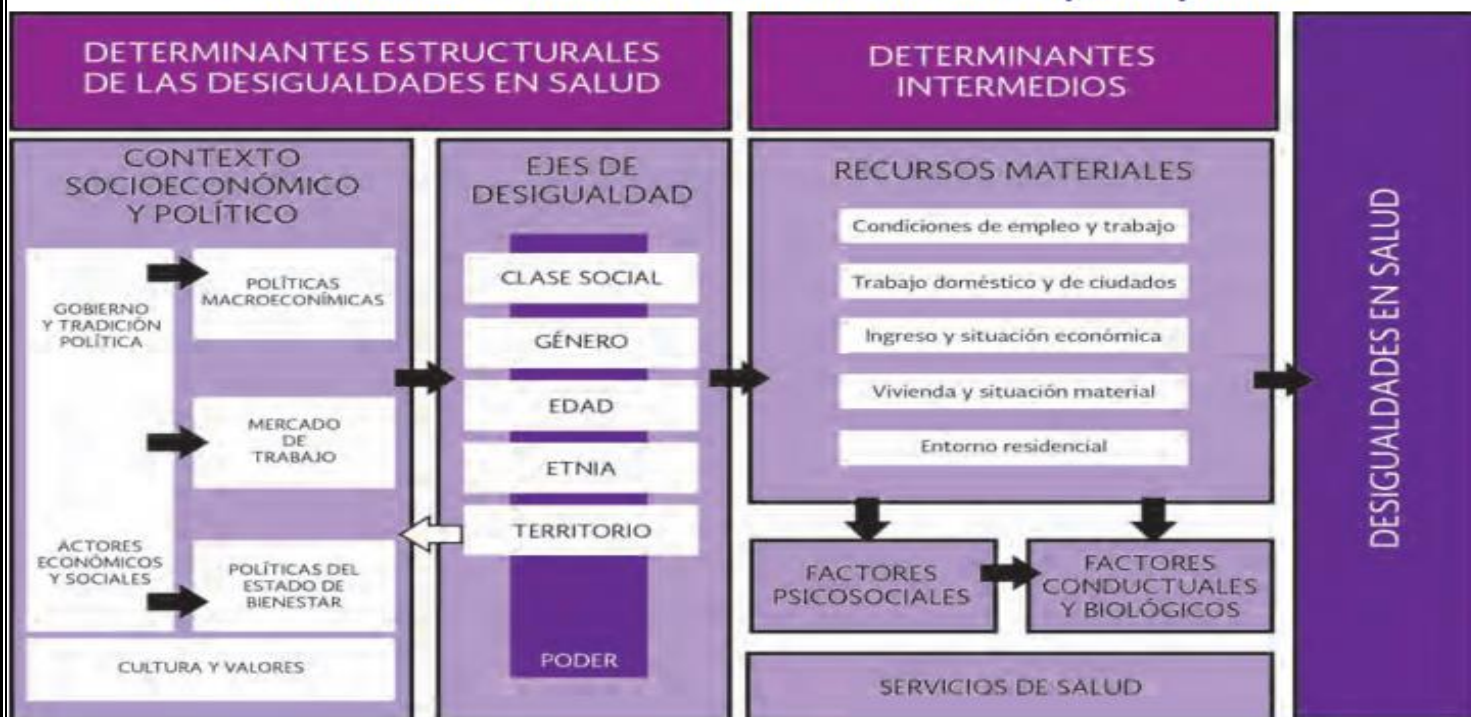 DETERMINANTES ESTRUCTURALES
DE LAS DESIGUALDADES EN SALUD
DETERMINANTES
INTERMEDIOS
CONTEXTO
SOCIOECONÓMICO
Y POLÍTICO
GOBIERNO
Y TRADICIÓN
POLÍTICA
ACTORES
ECONÓMICOS
Y SOCIALES
POLÍTICAS
MACROECONÍMICAS
MERCADO
DE
TRABAJO
POLÍTICAS DEL
ESTADO DE
BIENESTAR
CULTURA Y VALORES
EJES DE
DESIGUALDAD
CLASE SOCIAL
GÉNERO
EDAD
ETNIA
TERRITORIO
PODER
RECURSOS MATERIALES
Condiciones de empleo y trabajo
Trabajo doméstico y de ciudados
Ingreso y situación económica
Vivienda y situación material
Entorno residencial
FACTORES
PSICOSOCIALES
FACTORES
CONDUCTUALES
Y BIOLÓGICOS
SERVICIOS DE SALUD
DESIGUALDADES EN SALUD